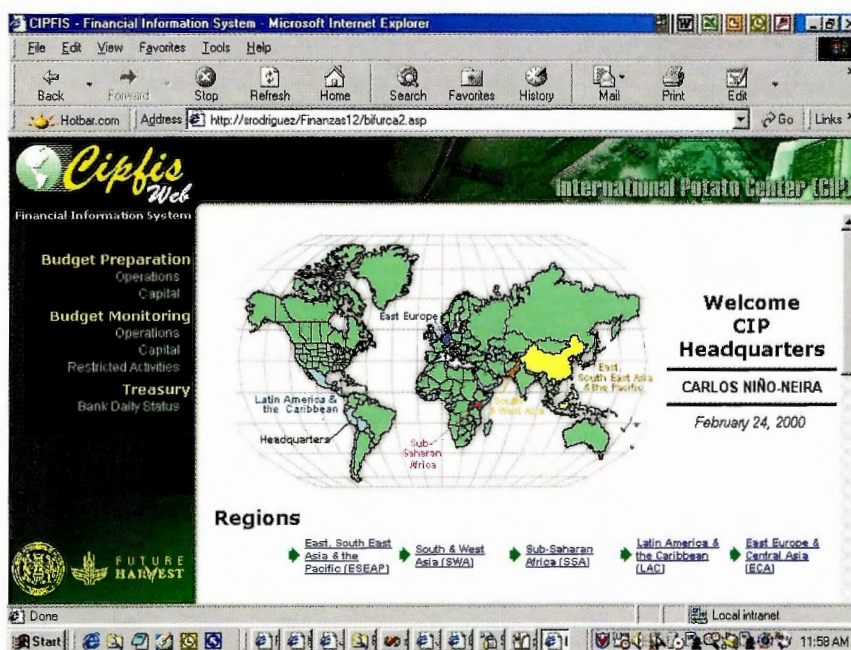 CIPFIS - Financial Information System - Microsoft Internet Explorer
File Edit View Favorites Tools Help
Back Forward Stop Refresh Home Search Favorites History Mail Print Edit
Hotbar.com Address http://srodriguez/Finanzas12/bifurca2.asp Go Links
Cipfis
Web
Financial Information System
International Potato Center (CIP)
Budget Preparation
Operations
Capital
Budget Monitoring
Operations
Capital
Restricted Activities
Treasury
Bank Daily Status
FUTURE
HARVEST
East Europe
East,
South East Asia
& the Pacific
South
& West Asia
Latin America &
the Caribbean
Headquarters
Sub-
Saharan
Africa
Welcome
CIP
Headquarters
CARLOS NIÑO-NEIRA
February 24, 2000
Regions
East, South East
Asia & the
Pacific (ESEAP)
South & West
Asia (SWA)
Sub-Saharan
Africa (SSA)
Latin America &
the Caribbean
(LAC)
East Europe &
Central Asia
(ECA)
Done Local intranet
Start 11:58 AM